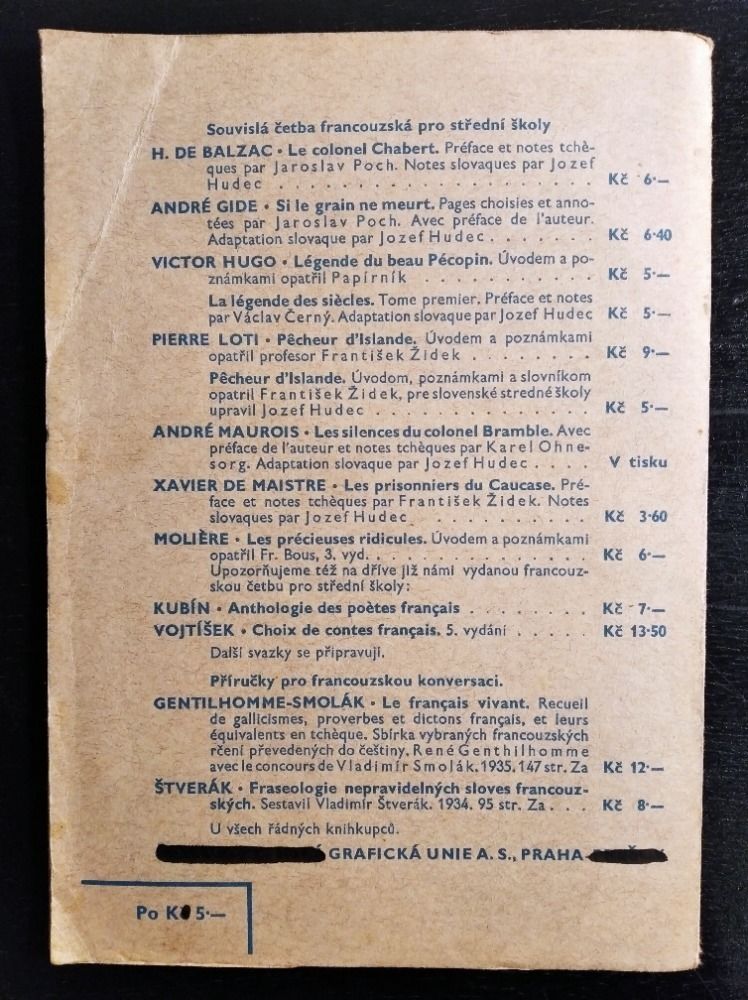 Souvislá četba francouzská pro střední školy
H. DE BALZAC • Le colonel Chabert. Préface et notes tchè-
ques par Jaroslav Poch. Notes slovaques par Jozef
Hudec . . . . . . . . . . . . . . . . . . . . . Kč 6·—
ANDRÉ GIDE • Si le grain ne meurt. Pages choisies et anno-
tées par Jaroslav Poch. Avec préface de l'auteur.
Adaptation slovaque par Jozef Hudec . . . . . . . Kč 6·40
VICTOR HUGO • Légende du beau Pécopin. Úvodem a po-
známkami opatřil Papírník . . . . . . . . . . . Kč 5·—
La légende des siècles. Tome premier. Préface et notes
par Václav Černý. Adaptation slovaque par Jozef Hudec Kč 5·—
PIERRE LOTI • Pêcheur d'Islande. Úvodem a poznámkami
opatřil profesor František Židek . . . . . . . . Kč 9·—
Pêcheur d'Islande. Úvodom, poznámkami a slovníkom
opatril František Židek, pre slovenské stredné školy
upravil Jozef Hudec . . . . . . . . . . . . . . Kč 5·—
ANDRÉ MAUROIS • Les silences du colonel Bramble. Avec
préface de l'auteur et notes tchèques par Karel Ohne-
sorg. Adaptation slovaque par Jozef Hudec . . . . V tisku
XAVIER DE MAISTRE • Les prisonniers du Caucase. Pré-
face et notes tchèques par František Židek. Notes
slovaques par Jozef Hudec . . . . . . . . . . . Kč 3·60
MOLIÈRE • Les précieuses ridicules. Úvodem a poznámkami
opatřil Fr. Bous, 3. vyd. . . . . . . . . . . . . . Kč 6·—
Upozorňujeme též na dříve již námi vydanou francouz-
skou četbu pro střední školy:
KUBÍN • Anthologie des poètes français . . . . . . . . Kč 7·—
VOJTÍŠEK • Choix de contes français. 5. vydání . . . . . Kč 13·50
Další svazky se připravují.
Příručky pro francouzskou konversaci.
GENTILHOMME-SMOLÁK • Le français vivant. Recueil
de gallicismes, proverbes et dictons français, et leurs
équivalents en tchèque. Sbírka vybraných francouzských
rčení převedených do češtiny. René Genthilhomme
avec le concours de Vladimír Smolák. 1935. 147 str. Za Kč 12·—
ŠTVERÁK • Fraseologie nepravidelných sloves francouz-
ských. Sestavil Vladimír Štverák. 1934. 95 str. Za . . . Kč 8·—
U všech řádných knihkupců.
GRAFICKÁ UNIE A. S., PRAHA
Po Kč 5·—